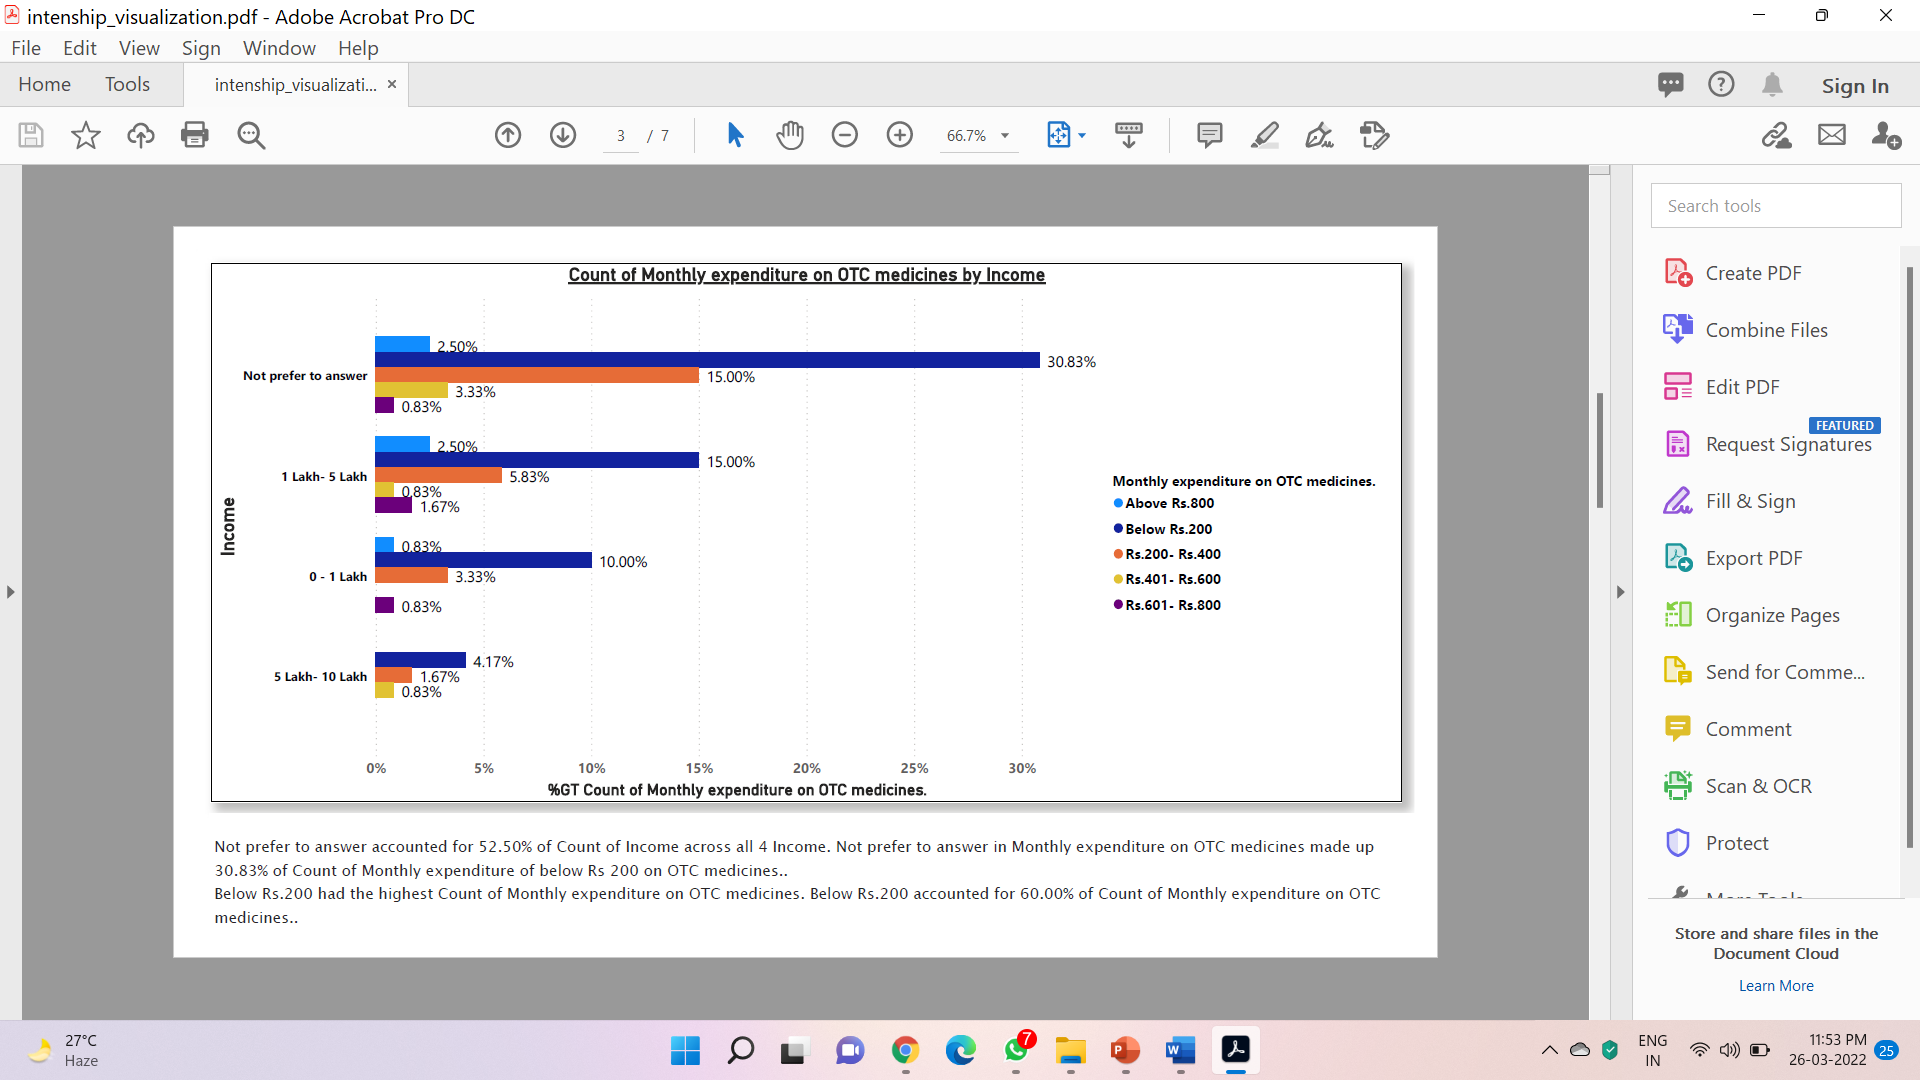 intenship_visualization.pdf - Adobe Acrobat Pro DC
File Edit View Sign Window Help
Home Tools intenship_visualizati... × Sign In
3 / 7 66.7%
Search tools
Create PDF
Combine Files
Edit PDF
FEATURED
Request Signatures
Fill & Sign
Export PDF
Organize Pages
Send for Comme...
Comment
Scan & OCR
Protect
More Tools
Store and share files in the
Document Cloud
Learn More
Count of Monthly expenditure on OTC medicines by Income
Income
Not prefer to answer
2.50%
30.83%
15.00%
3.33%
0.83%
1 Lakh- 5 Lakh
2.50%
15.00%
5.83%
0.83%
1.67%
0 - 1 Lakh
0.83%
10.00%
3.33%
0.83%
5 Lakh- 10 Lakh
4.17%
1.67%
0.83%
0% 5% 10% 15% 20% 25% 30%
%GT Count of Monthly expenditure on OTC medicines.
Monthly expenditure on OTC medicines.
Above Rs.800
Below Rs.200
Rs.200- Rs.400
Rs.401- Rs.600
Rs.601- Rs.800
Not prefer to answer accounted for 52.50% of Count of Income across all 4 Income. Not prefer to answer in Monthly expenditure on OTC medicines made up
30.83% of Count of Monthly expenditure of below Rs 200 on OTC medicines..
Below Rs.200 had the highest Count of Monthly expenditure on OTC medicines. Below Rs.200 accounted for 60.00% of Count of Monthly expenditure on OTC
medicines..
27°C
Haze
7
ENG
IN
11:53 PM
26-03-2022
25